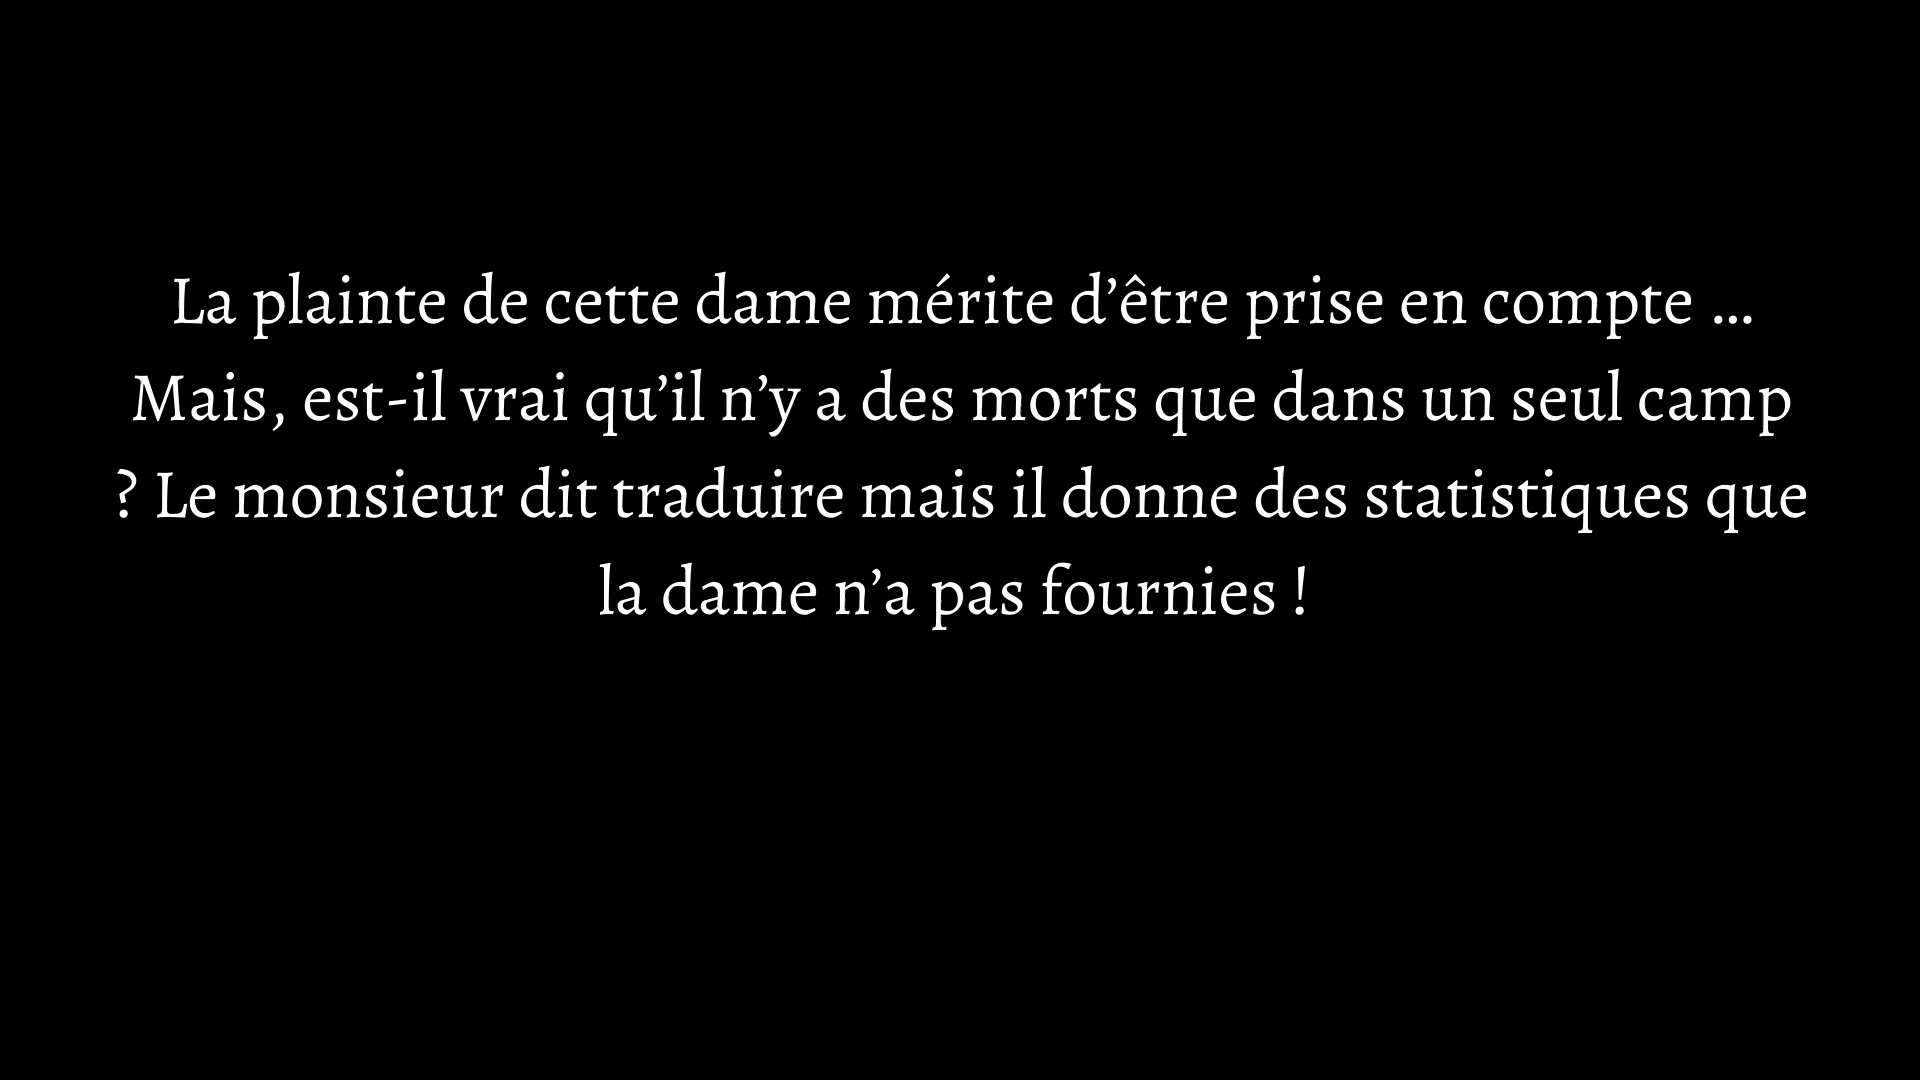 La plainte de cette dame mérite d’être prise en compte ...
Mais, est-il vrai qu’il n’y a des morts que dans un seul camp
? Le monsieur dit traduire mais il donne des statistiques que
la dame n’a pas fournies !